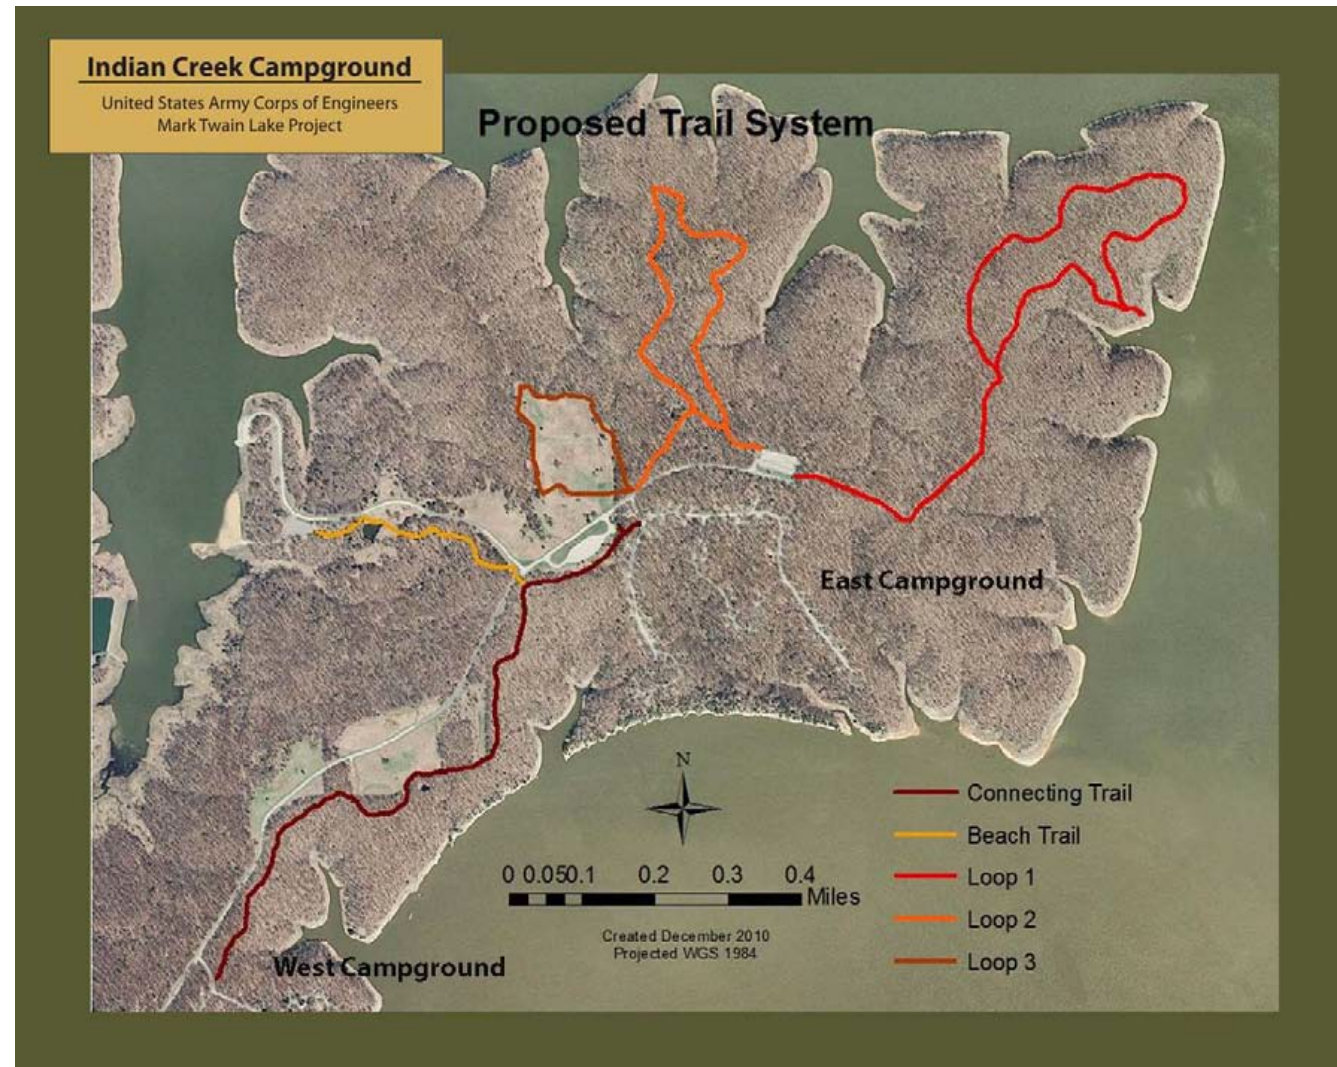 Indian Creek Campground
United States Army Corps of Engineers
Mark Twain Lake Project
Proposed Trail System
East Campground
N
Connecting Trail
Beach Trail
Loop 1
Loop 2
Loop 3
0 0.050.1 0.2 0.3 0.4
Miles
Created December 2010
Projected WGS 1984
West Campground